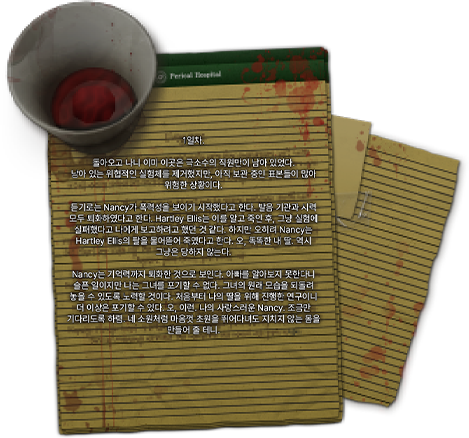 Perical Hospital
1일차.
돌아오고 나니 이미 이곳은 극소수의 직원만이 남아 있었다.
남아 있는 위협적인 실험체를 제거했지만, 아직 보관 중인 표본들이 많아
위험한 상황이다.
듣기로는 Nancy가 폭력성을 보이기 시작했다고 한다. 발음 기관과 시력
모두 퇴화하였다고 한다. Hartley Ellis는 이를 알고 죽인 후, 그냥 실험에
실패했다고 나에게 보고하려고 했던 것 같다. 하지만 오히려 Nancy는
Hartley Ellis의 팔을 물어뜯어 죽였다고 한다. 오, 똑똑한 내 딸. 역시
그냥은 당하지 않는다.
Nancy는 기억력까지 퇴화한 것으로 보인다. 아빠를 알아보지 못한다니
슬픈 일이지만 나는 그녀를 포기할 수 없다. 그녀의 원래 모습을 되돌려
놓을 수 있도록 노력할 것이다. 처음부터 나의 딸을 위해 진행한 연구이니
더 이상은 포기할 수 있다. 오, 이런. 나의 사랑스러운 Nancy. 조금만
기다리도록 하렴. 네 소원처럼 마음껏 초원을 뛰어다녀도 지치지 않는 몸을
만들어 줄 테니.